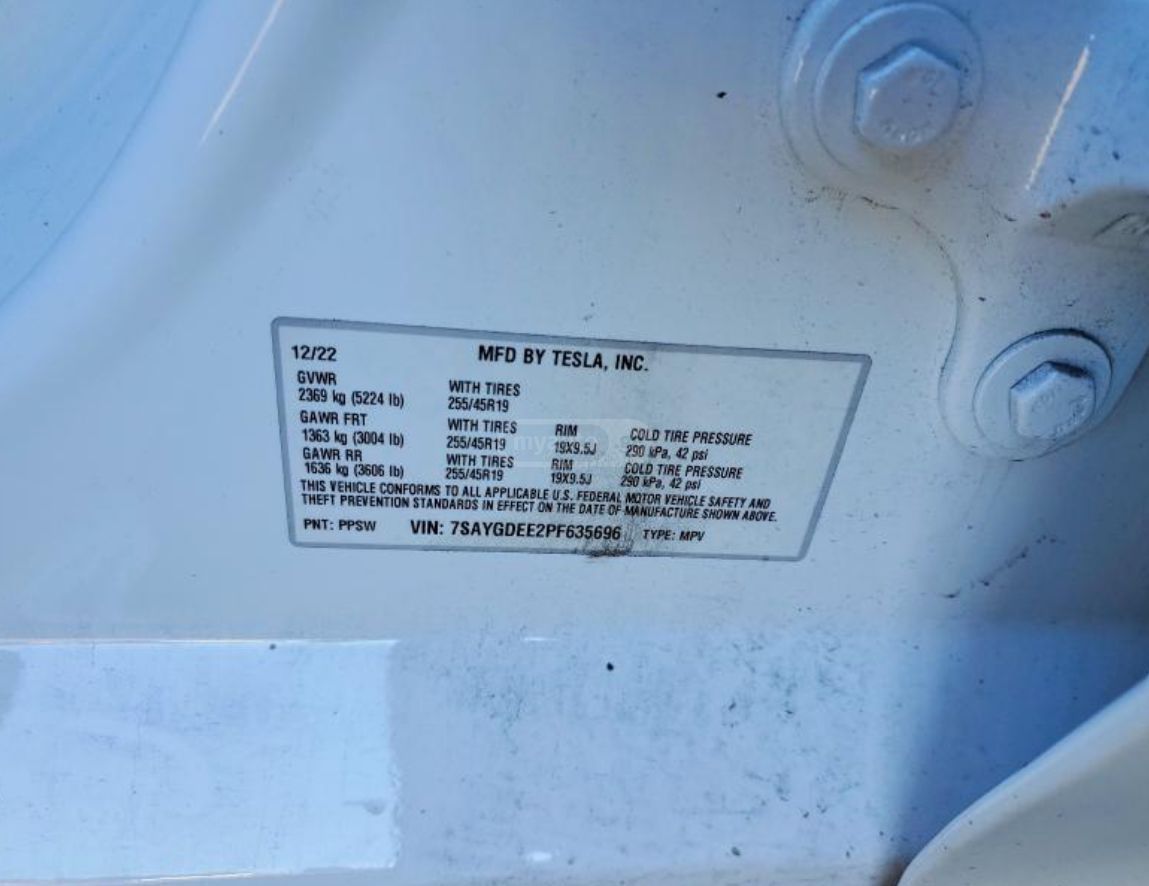 12/22 MFD BY TESLA, INC.
GVWR WITH TIRES
2369 kg (5224 lb) 255/45R19
GAWR FRT WITH TIRES RIM COLD TIRE PRESSURE
1363 kg (3004 lb) 255/45R19 19X9.5J 290 kPa, 42 psi
GAWR RR WITH TIRES RIM COLD TIRE PRESSURE
1636 kg (3606 lb) 255/45R19 19X9.5J 290 kPa, 42 psi
THIS VEHICLE CONFORMS TO ALL APPLICABLE U.S. FEDERAL MOTOR VEHICLE SAFETY AND
THEFT PREVENTION STANDARDS IN EFFECT ON THE DATE OF MANUFACTURE SHOWN ABOVE.
PNT: PPSW VIN: 7SAYGDEE2PF635696 TYPE: MPV